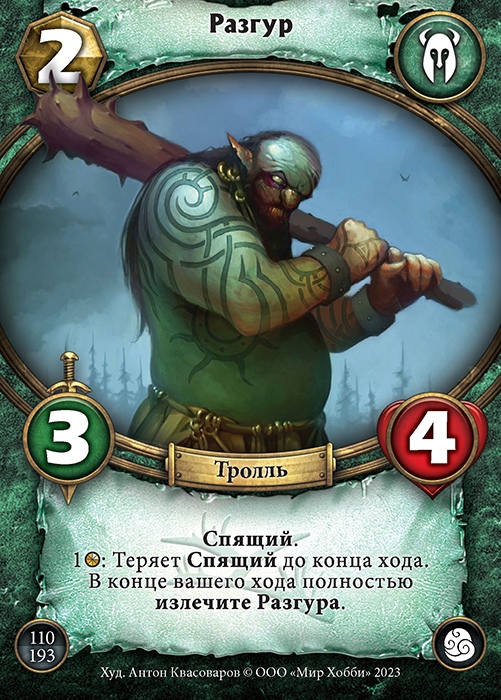 Разгур
2
3
4
Тролль
Спящий.
1: Теряет Спящий до конца хода.
В конце вашего хода полностью
излечите Разгура.
110
193
Худ. Антон Квасоваров © ООО «Мир Хобби» 2023